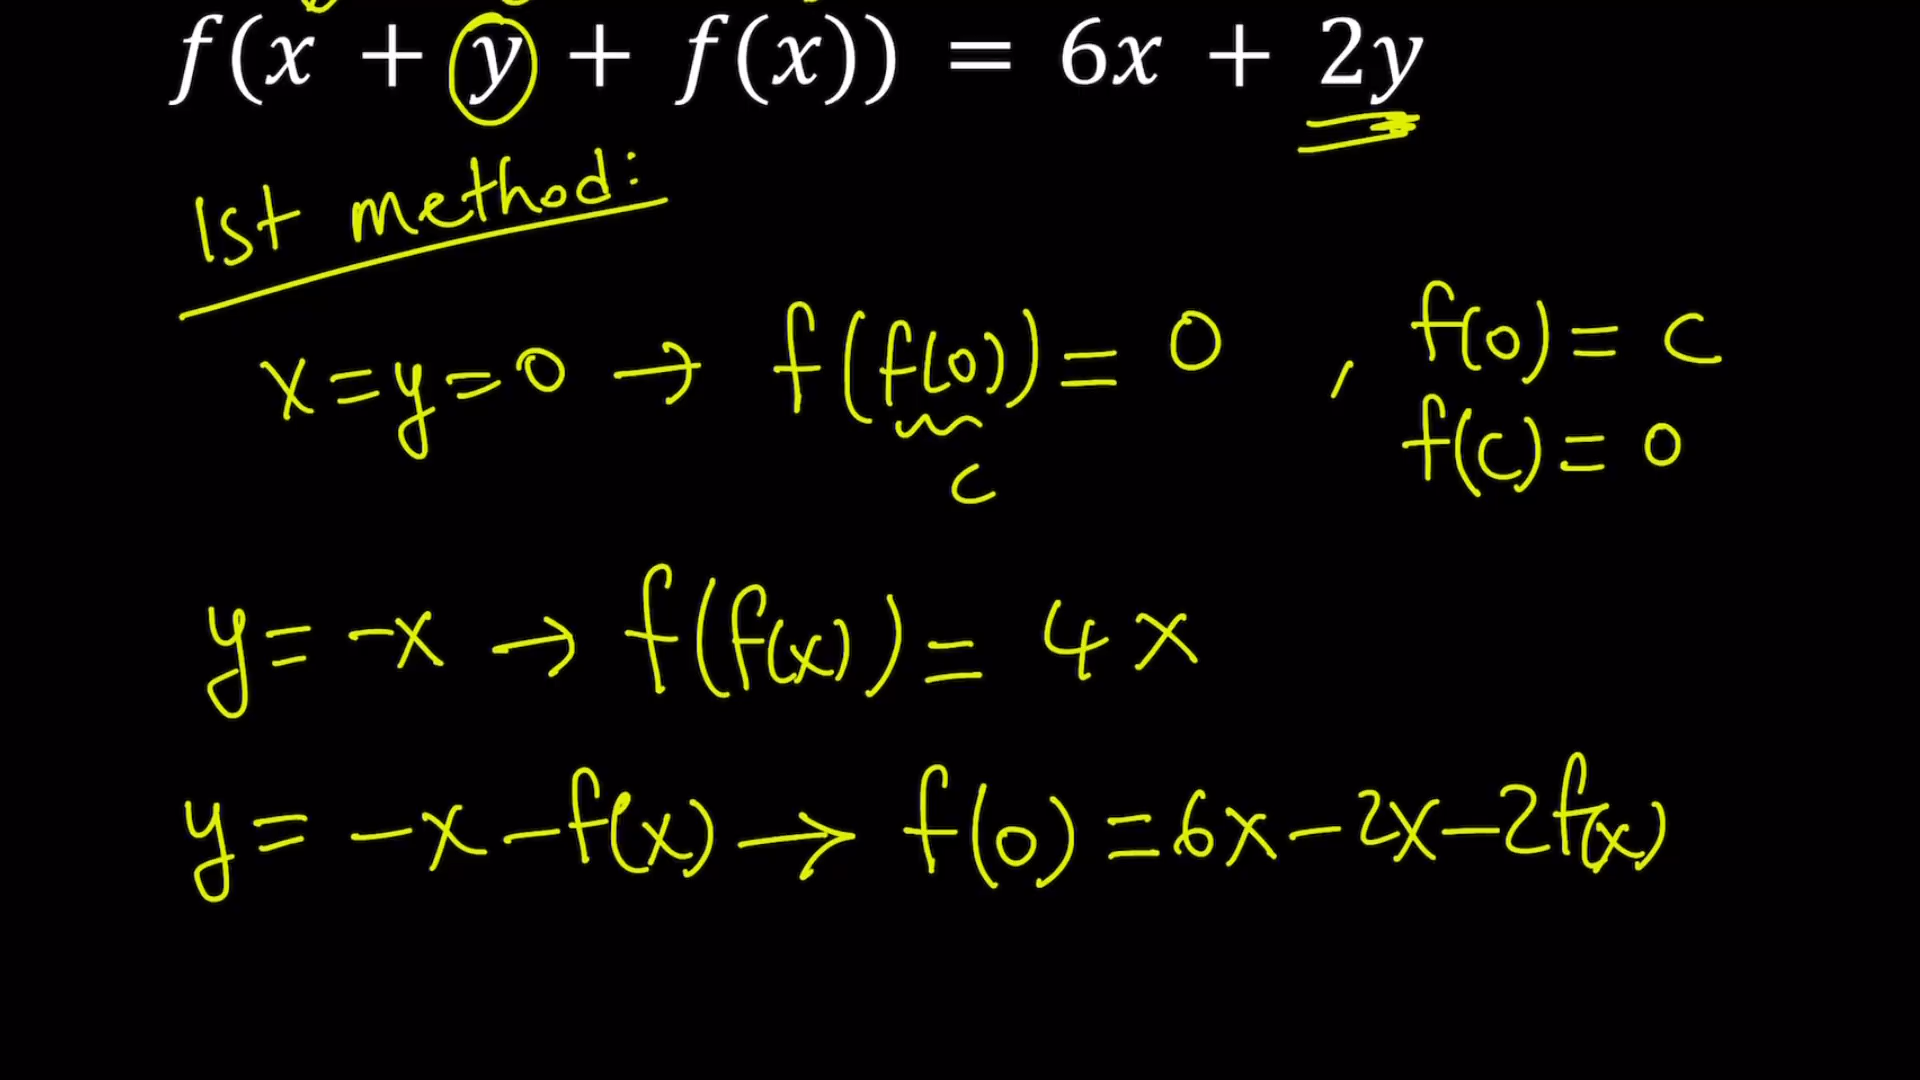 f(x + y + f(x)) = 6x + 2y
1st method:
x=y=0 → f(f(0)) = 0 , f(0) = c
c f(c) = 0
y = -x → f(f(x)) = 4x
y = -x - f(x) → f(0) = 6x - 2x - 2f(x)